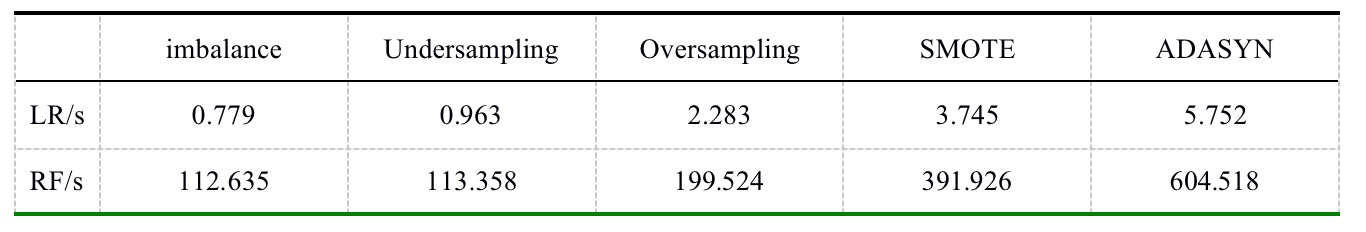 imbalance Undersampling Oversampling SMOTE ADASYN
LR/s 0.779 0.963 2.283 3.745 5.752
RF/s 112.635 113.358 199.524 391.926 604.518